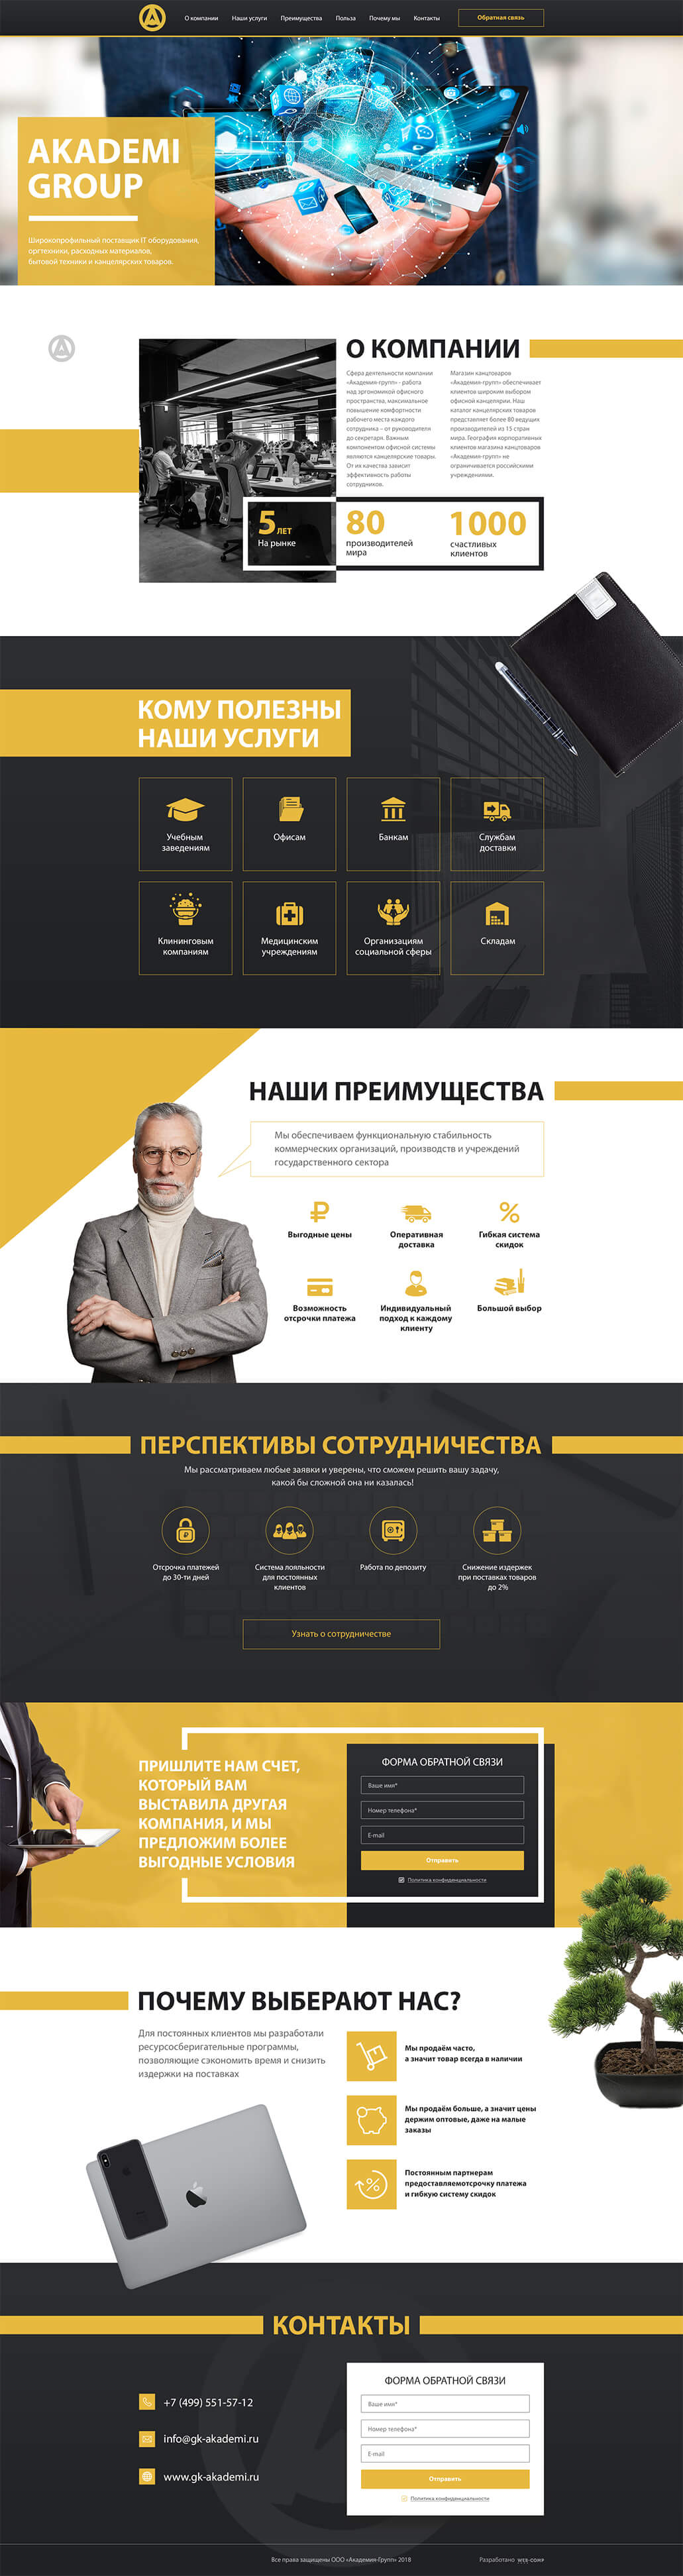 О компании
Наши услуги
Преимущества
Польза
Почему мы
Контакты
Обратная связь
AKADEMI
GROUP
Широкопрофильный поставщик IT оборудования,
оргтехники, расходных материалов,
бытовой техники и канцелярских товаров.
О КОМПАНИИ
Сфера деятельности компании
«Академия-групп» - работа
над эргономикой офисного
пространства, максимальное
повышение комфортности
рабочего места каждого
сотрудника – от руководителя
до секретаря. Важным
компонентом офисной системы
являются канцелярские товары.
От их качества зависит
эффективность работы
сотрудников.
Магазин канцтоваров
«Академия-групп» обеспечивает
клиентов широким выбором
офисной канцелярии. Наш
каталог канцелярских товаров
представляет более 80 ведущих
производителей из 15 стран
мира. География корпоративных
клиентов магазина канцтоваров
«Академия-групп» не
ограничивается российскими
учреждениями.
5 ЛЕТ
На рынке
80
производителей
мира
1000
счастливых
клиентов
КОМУ ПОЛЕЗНЫ
НАШИ УСЛУГИ
Учебным
заведениям
Офисам
Банкам
Службам
доставки
Клининговым
компаниям
Медицинским
учреждениям
Организациям
социальной сферы
Складам
НАШИ ПРЕИМУЩЕСТВА
Мы обеспечиваем функциональную стабильность
коммерческих организаций, производств и учреждений
государственного сектора
Выгодные цены
Оперативная
доставка
Гибкая система
скидок
Возможность
отсрочки платежа
Индивидуальный
подход к каждому
клиенту
Большой выбор
ПЕРСПЕКТИВЫ СОТРУДНИЧЕСТВА
Мы рассматриваем любые заявки и уверены, что сможем решить вашу задачу,
какой бы сложной она ни казалась!
Отсрочка платежей
до 30-ти дней
Система лояльности
для постоянных
клиентов
Работа по депозиту
Снижение издержек
при поставках товаров
до 2%
Узнать о сотрудничестве
ПРИШЛИТЕ НАМ СЧЕТ,
КОТОРЫЙ ВАМ
ВЫСТАВИЛА ДРУГАЯ
КОМПАНИЯ, И МЫ
ПРЕДЛОЖИМ БОЛЕЕ
ВЫГОДНЫЕ УСЛОВИЯ
ФОРМА ОБРАТНОЙ СВЯЗИ
Ваше имя*
Номер телефона*
E-mail
Отправить
Политика конфиденциальности
ПОЧЕМУ ВЫБЕРАЮТ НАС?
Для постоянных клиентов мы разработали
ресурсосберигательные программы,
позволяющие сэкономить время и снизить
издержки на поставках
Мы продаём часто,
а значит товар всегда в наличии
Мы продаём больше, а значит цены
держим оптовые, даже на малые
заказы
Постоянным партнерам
предоставляемотсрочку платежа
и гибкую систему скидок
КОНТАКТЫ
+7 (499) 551-57-12
info@gk-akademi.ru
www.gk-akademi.ru
ФОРМА ОБРАТНОЙ СВЯЗИ
Ваше имя*
Номер телефона*
E-mail
Отправить
Политика конфиденциальности
Все права защищены ООО «Академия-Групп» 2018
Разработано